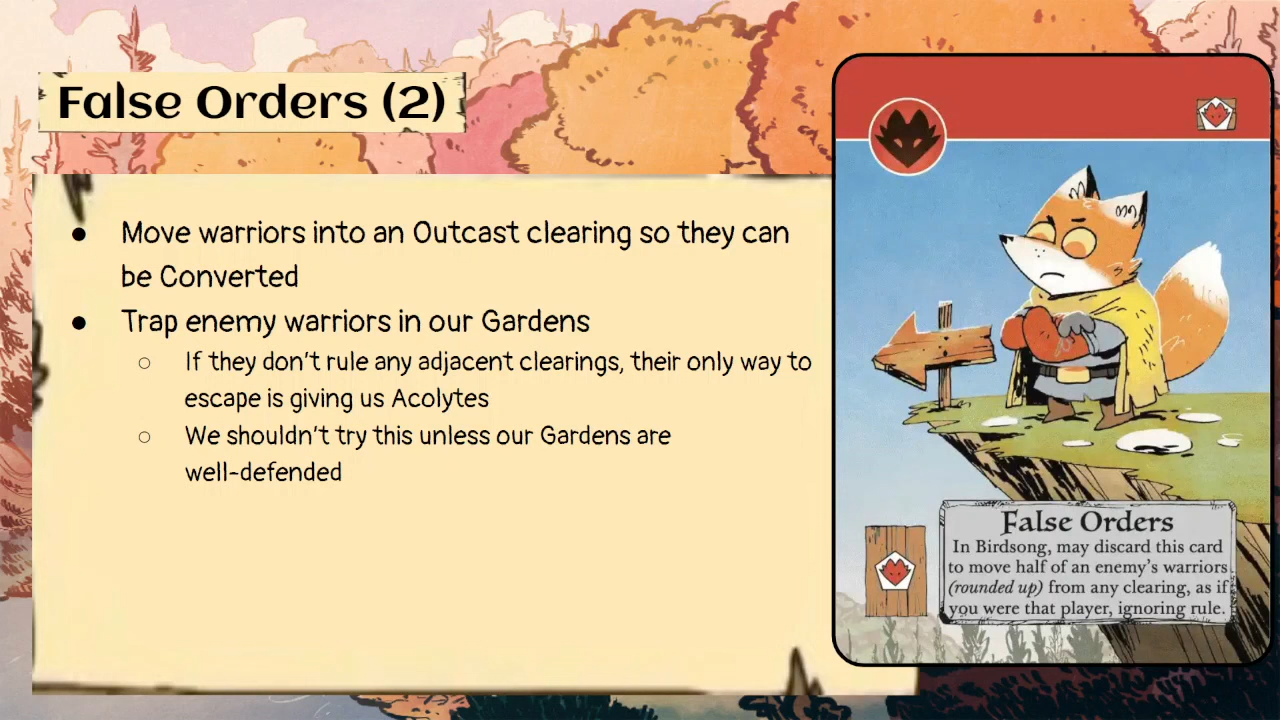 False Orders (2)
● Move warriors into an Outcast clearing so they can
be Converted
● Trap enemy warriors in our Gardens
○ If they don't rule any adjacent clearings, their only way to
escape is giving us Acolytes
○ We shouldn't try this unless our Gardens are
well-defended
False Orders
In Birdsong, may discard this card
to move half of an enemy's warriors
(rounded up) from any clearing, as if
you were that player, ignoring rule.